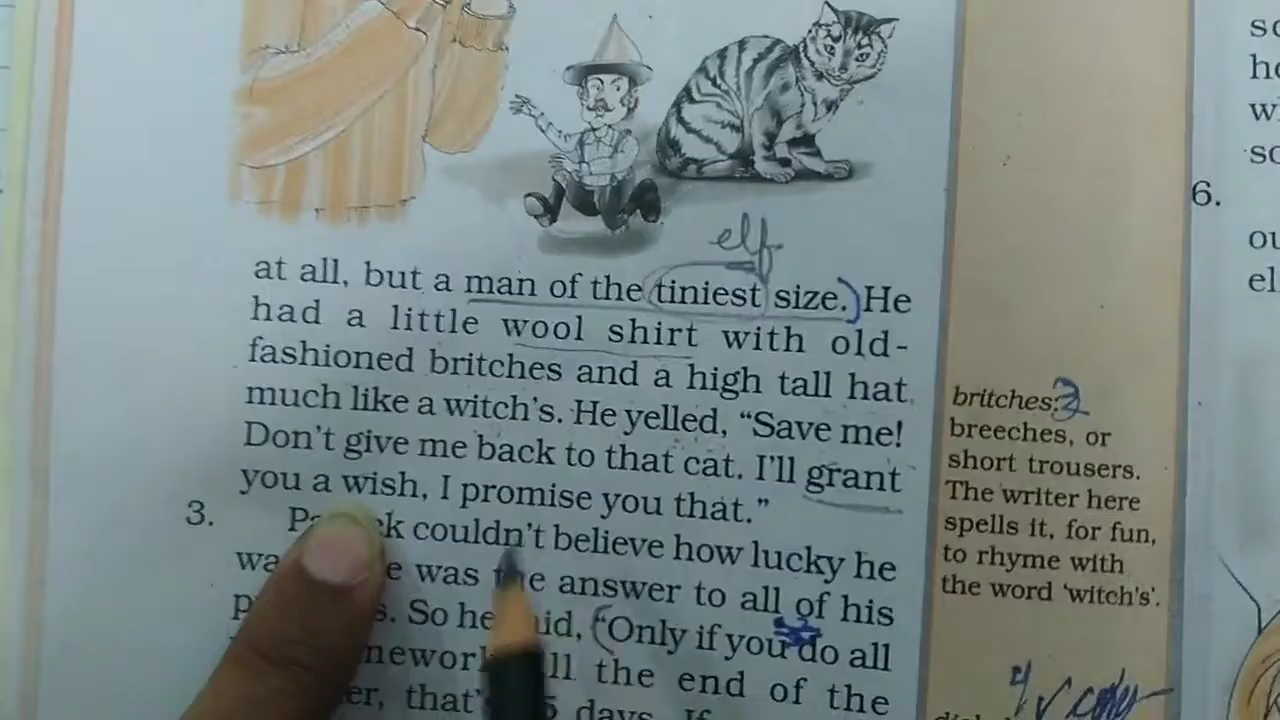 elf
at all, but a man of the tiniest size. He
had a little wool shirt with old-
fashioned britches and a high tall hat
much like a witch's. He yelled, “Save me!
Don't give me back to that cat. I'll grant
you a wish, I promise you that.”
3. couldn't believe how lucky he
was the answer to all of his
So he “Only if you do all
the end of the
days. If
britches:
breeches, or
short trousers.
The writer here
spells it, for fun,
to rhyme with
the word ‘witch's’.
6.